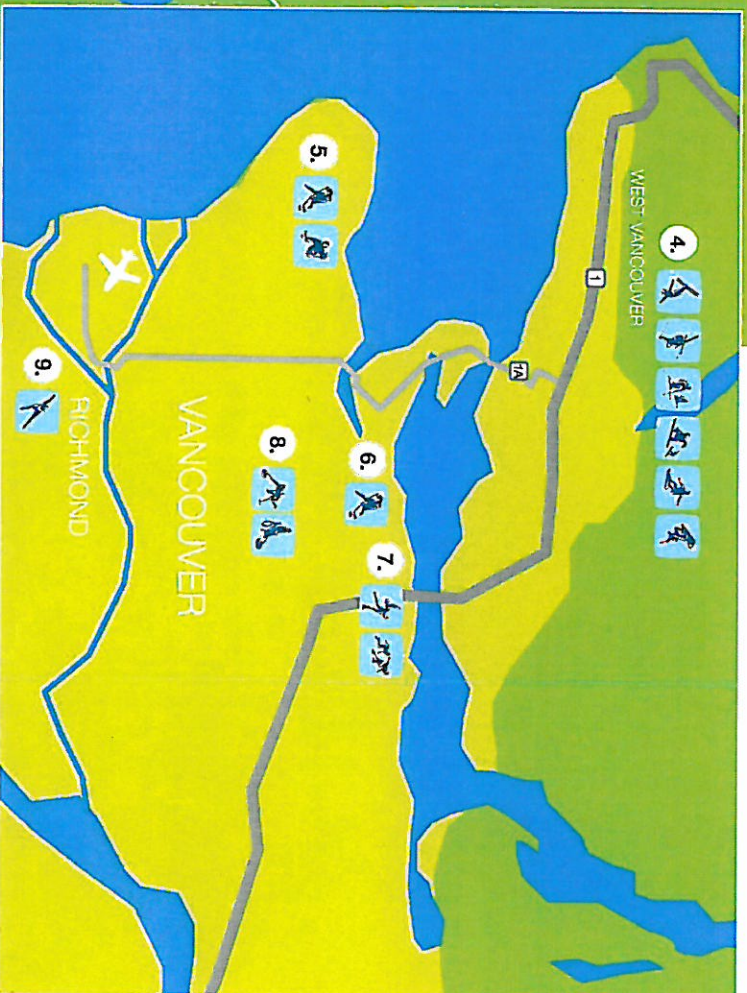 4.
WEST VANCOUVER
1
1A
7.
6.
5.
8.
VANCOUVER
RICHMOND
9.